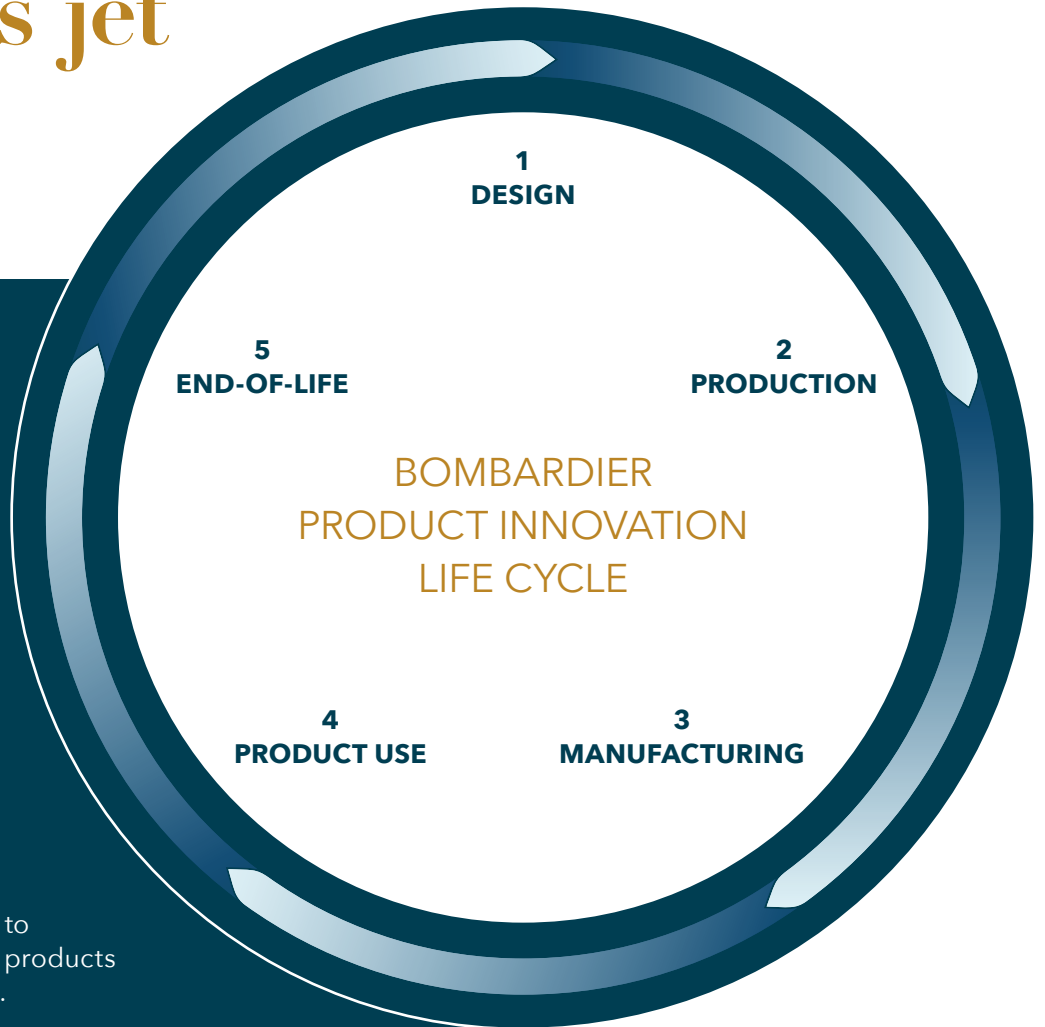 s jet
1
DESIGN
5
END-OF-LIFE
2
PRODUCTION
BOMBARDIER
PRODUCT INNOVATION
LIFE CYCLE
4
PRODUCT USE
3
MANUFACTURING
to
products
.